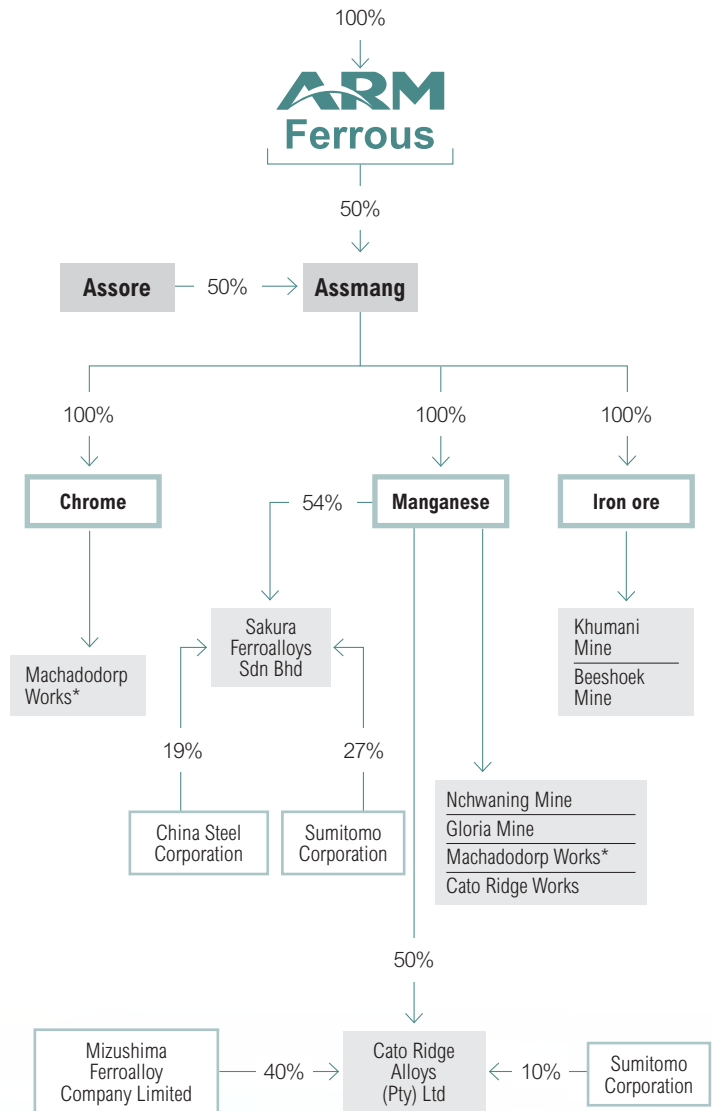 100%
ARM
Ferrous
50%
Assore
50%
Assmang
100%
100%
100%
Chrome
54%
Manganese
Iron ore
Sakura
Ferroalloys
Sdn Bhd
Khumani
Mine
Beeshoek
Mine
Machadodorp
Works*
19%
27%
China Steel
Corporation
Sumitomo
Corporation
Nchwaning Mine
Gloria Mine
Machadodorp Works*
Cato Ridge Works
50%
Mizushima
Ferroalloy
Company Limited
40%
Cato Ridge
Alloys
(Pty) Ltd
10%
Sumitomo
Corporation